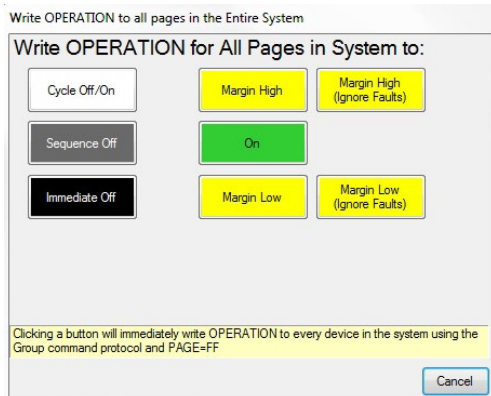 Write OPERATION to all pages in the Entire System
Write OPERATION for All Pages in System to:
Cycle Off/On
Margin High
Margin High
(Ignore Faults)
Sequence Off
On
Immediate Off
Margin Low
Margin Low
(Ignore Faults)
Clicking a button will immediately write OPERATION to every device in the system using the
Group command protocol and PAGE=FF
Cancel